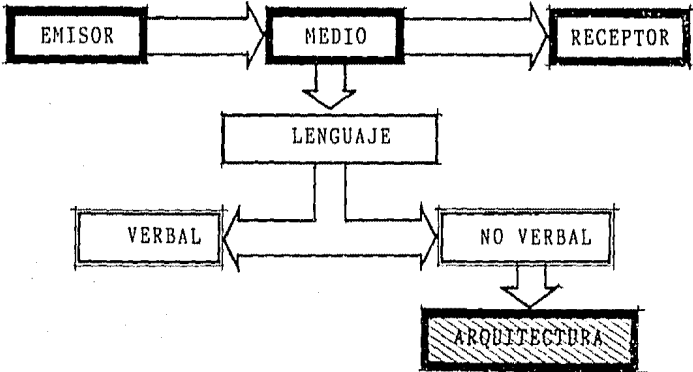 EMISOR
MEDIO
RECEPTOR
LENGUAJE
VERBAL
NO VERBAL
ARQUITECTURA